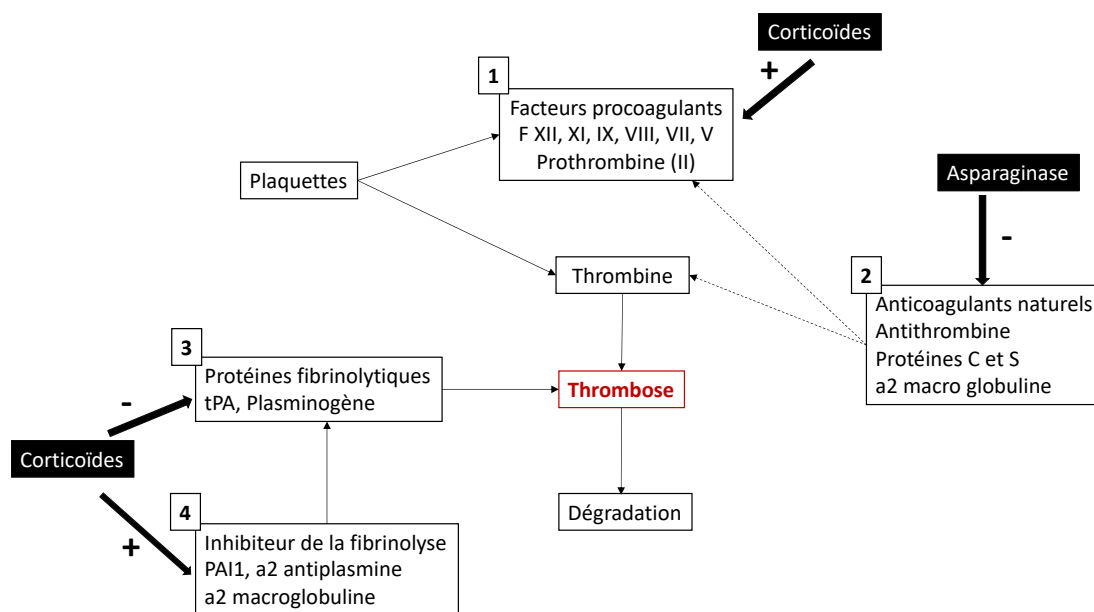 Corticoïdes
+
1
Facteurs procoagulants
F XII, XI, IX, VIII, VII, V
Prothrombine (II)
Plaquettes
Asparaginase
-
Thrombine
2
Anticoagulants naturels
Antithrombine
Protéines C et S
a2 macro globuline
3
Protéines fibrinolytiques
tPA, Plasminogène
Thrombose
-
Corticoïdes
+
4
Inhibiteur de la fibrinolyse
PAI1, a2 antiplasmine
a2 macroglobuline
Dégradation